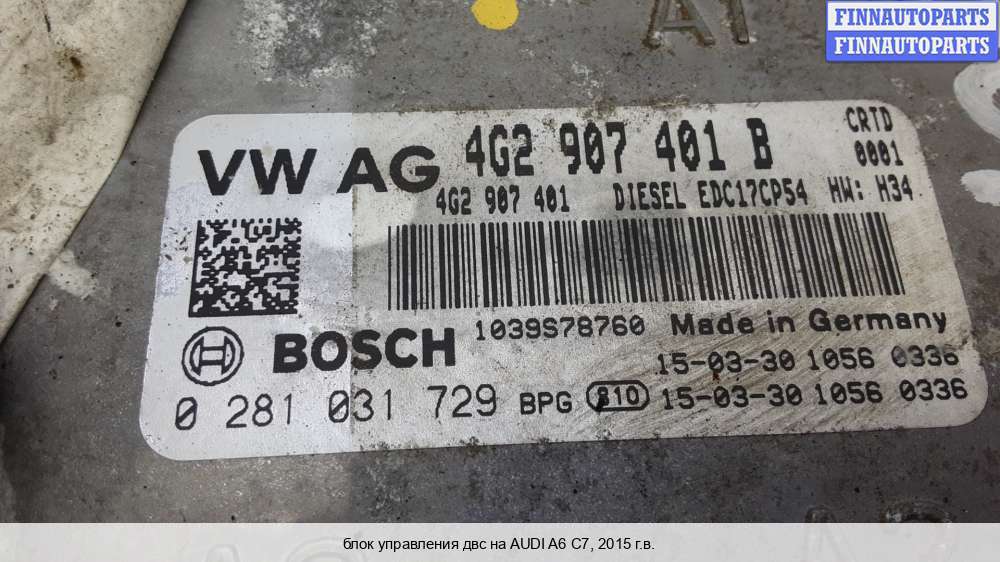 FINNAUTOPARTS
FINNAUTOPARTS
VW AG 4G2 907 401 B CRTD
0001
4G2 907 401 DIESEL EDC17CP54 HW: H34
BOSCH 1039S78760 Made in Germany
15-03-30 1056 0336
0 281 031 729 BPG 810 15-03-30 1056 0336
блок управления двс на AUDI A6 C7, 2015 г.в.